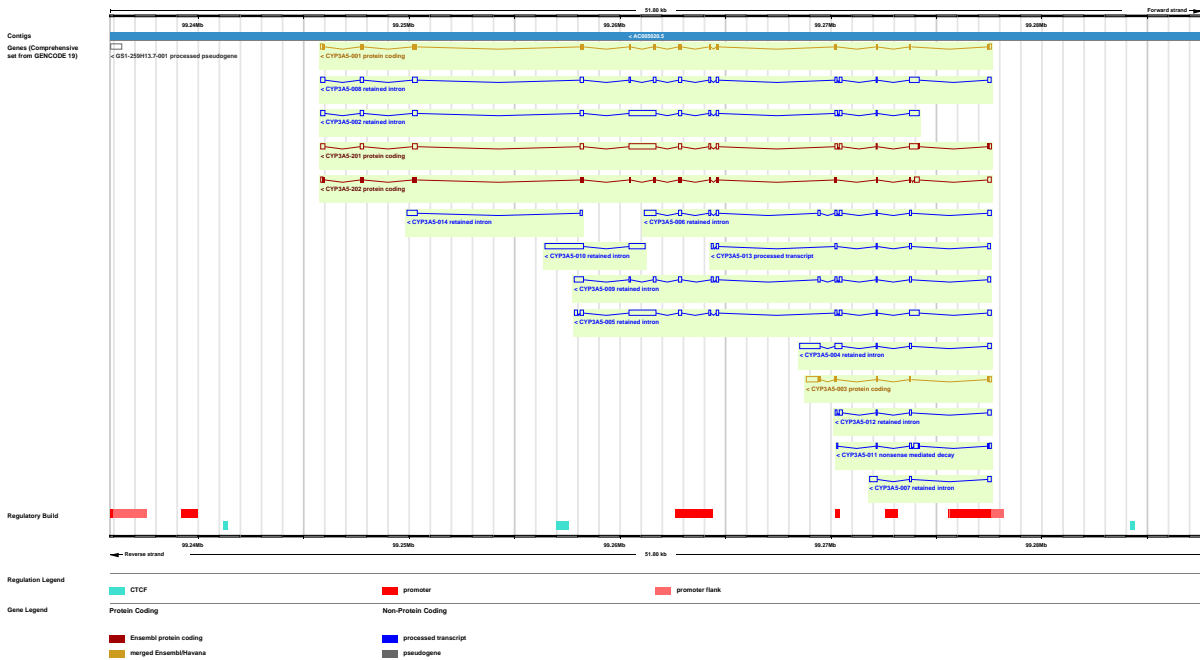 51.80 kb Forward strand
99.24Mb 99.25Mb 99.26Mb 99.27Mb 99.28Mb
Contigs < AC005020.5
Genes (Comprehensive
set from GENCODE 19)
< GS1-259H13.7-001 processed pseudogene
< CYP3A5-001 protein coding
< CYP3A5-008 retained intron
< CYP3A5-002 retained intron
< CYP3A5-201 protein coding
< CYP3A5-202 protein coding
< CYP3A5-014 retained intron < CYP3A5-006 retained intron
< CYP3A5-010 retained intron < CYP3A5-013 processed transcript
< CYP3A5-009 retained intron
< CYP3A5-005 retained intron
< CYP3A5-004 retained intron
< CYP3A5-003 protein coding
< CYP3A5-012 retained intron
< CYP3A5-011 nonsense mediated decay
< CYP3A5-007 retained intron
Regulatory Build
99.24Mb 99.25Mb 99.26Mb 99.27Mb 99.28Mb
Reverse strand 51.80 kb
Regulation Legend
CTCF promoter promoter flank
Gene Legend Protein Coding Non-Protein Coding
Ensembl protein coding processed transcript
merged Ensembl/Havana pseudogene